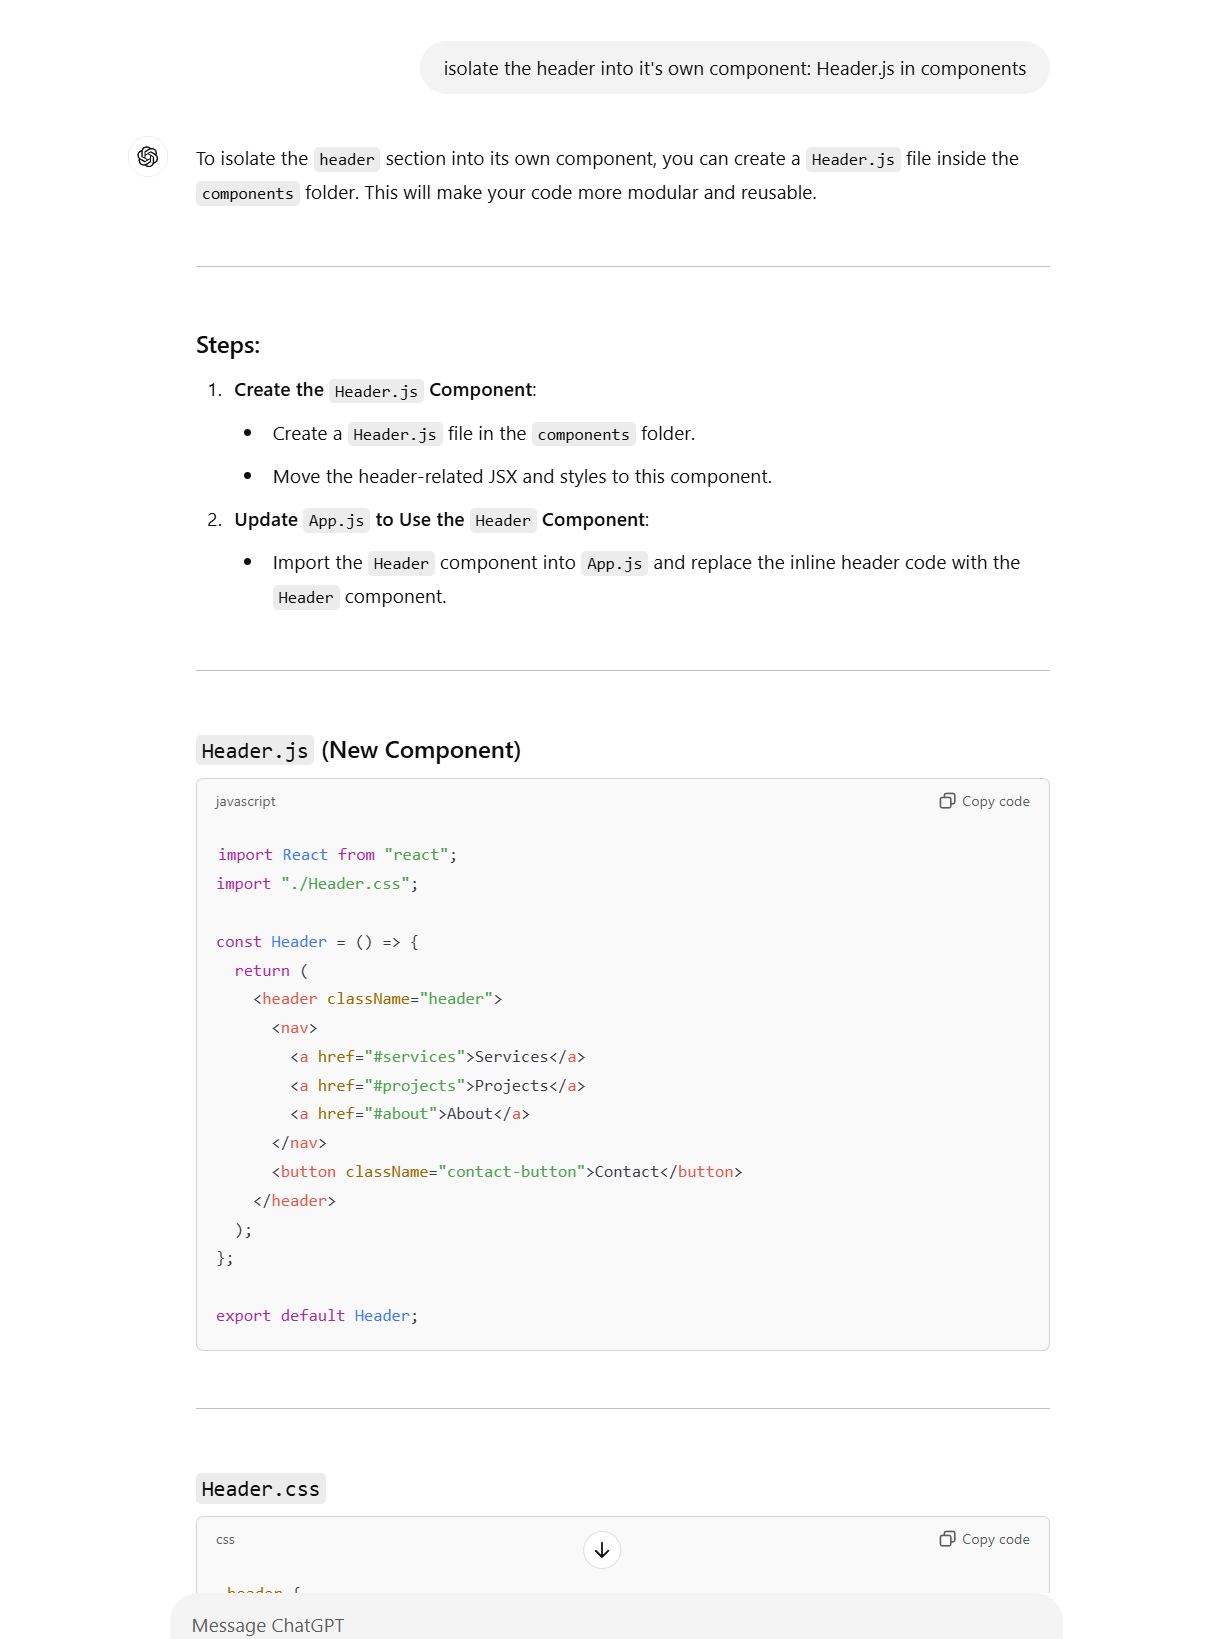 isolate the header into it's own component: Header.js in components
To isolate the header section into its own component, you can create a Header.js file inside the
components folder. This will make your code more modular and reusable.
Steps:
1. Create the Header.js Component:
• Create a Header.js file in the components folder.
• Move the header-related JSX and styles to this component.
2. Update App.js to Use the Header Component:
• Import the Header component into App.js and replace the inline header code with the
Header component.
Header.js (New Component)
javascript Copy code
import React from "react";
import "./Header.css";
const Header = () => {
  return (
    <header className="header">
      <nav>
        <a href="#services">Services</a>
        <a href="#projects">Projects</a>
        <a href="#about">About</a>
      </nav>
      <button className="contact-button">Contact</button>
    </header>
  );
};
export default Header;
Header.css
css Copy code
Message ChatGPT